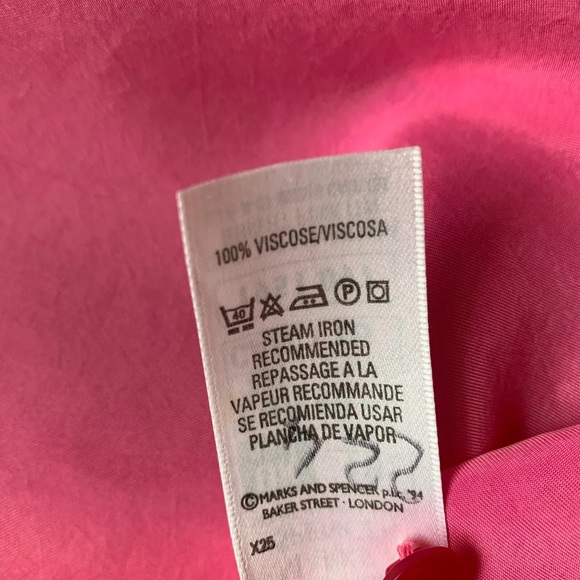 100% VISCOSE/VISCOSA
40
P
STEAM IRON
RECOMMENDED
REPASSAGE A LA
VAPEUR RECOMMANDE
SE RECOMIENDA USAR
PLANCHA DE VAPOR
© MARKS AND SPENCER p.l.c. '94
BAKER STREET · LONDON
X25